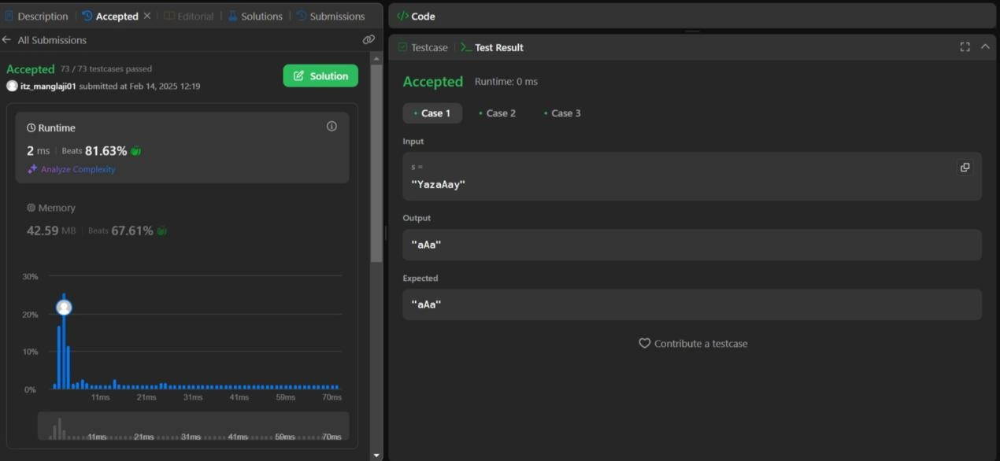 Description Accepted Editorial Solutions Submissions
All Submissions
Accepted 73 / 73 testcases passed
itz_manglaji01 submitted at Feb 14, 2025 12:19
Solution
Runtime
2 ms Beats 81.63%
Analyze Complexity
Memory
42.59 MB Beats 67.61%
30%
20%
10%
0%
11ms 21ms 31ms 41ms 59ms 70ms
11ms 21ms 31ms 41ms 59ms 70ms
</> Code
Testcase >_ Test Result
Accepted Runtime: 0 ms
• Case 1 • Case 2 • Case 3
Input
s =
"YazaAay"
Output
"aAa"
Expected
"aAa"
Contribute a testcase